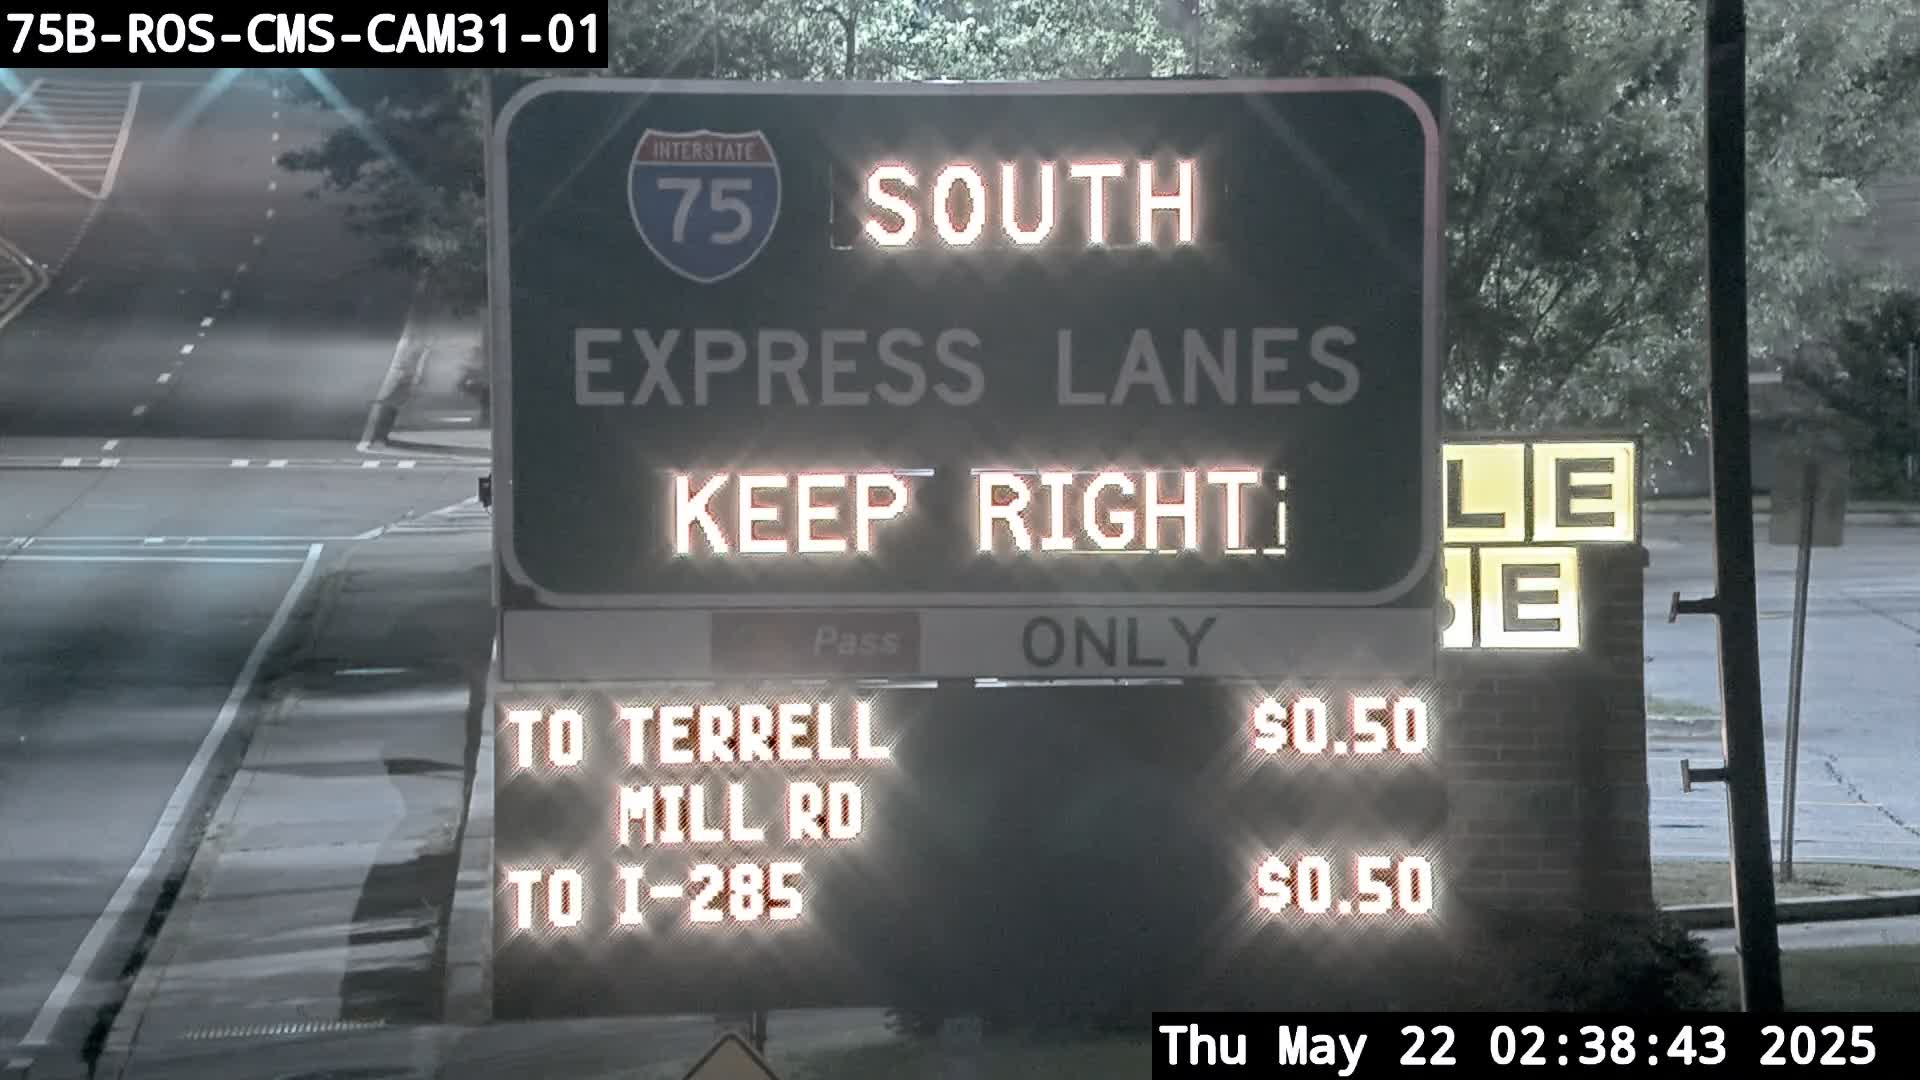 75B-ROS-CMS-CAM31-01
INTERSTATE
75
SOUTH
EXPRESS LANES
KEEP RIGHT
Pass ONLY
TO TERRELL $0.50
MILL RD
TO I-285 $0.50
LE
E
Thu May 22 02:38:43 2025